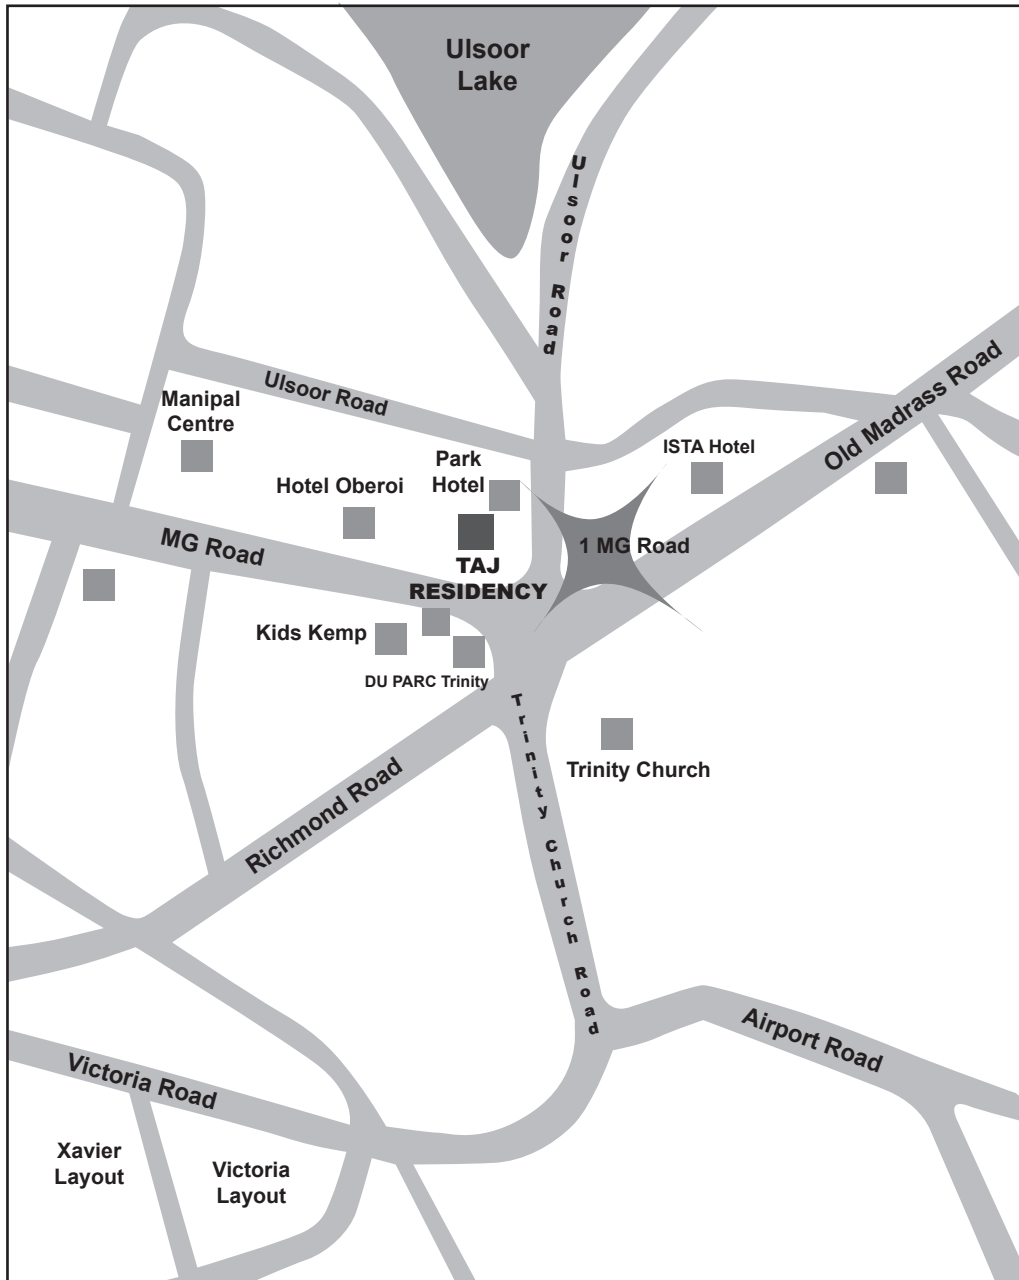 Ulsoor
Lake
Ulsoor Road
Old Madrass Road
Ulsoor Road
Manipal
Centre
ISTA Hotel
Park
Hotel
Hotel Oberoi
MG Road
1 MG Road
TAJ
RESIDENCY
Kids Kemp
DU PARC Trinity
Trinity Church Road
Trinity Church
Richmond Road
Airport Road
Victoria Road
Xavier
Layout
Victoria
Layout